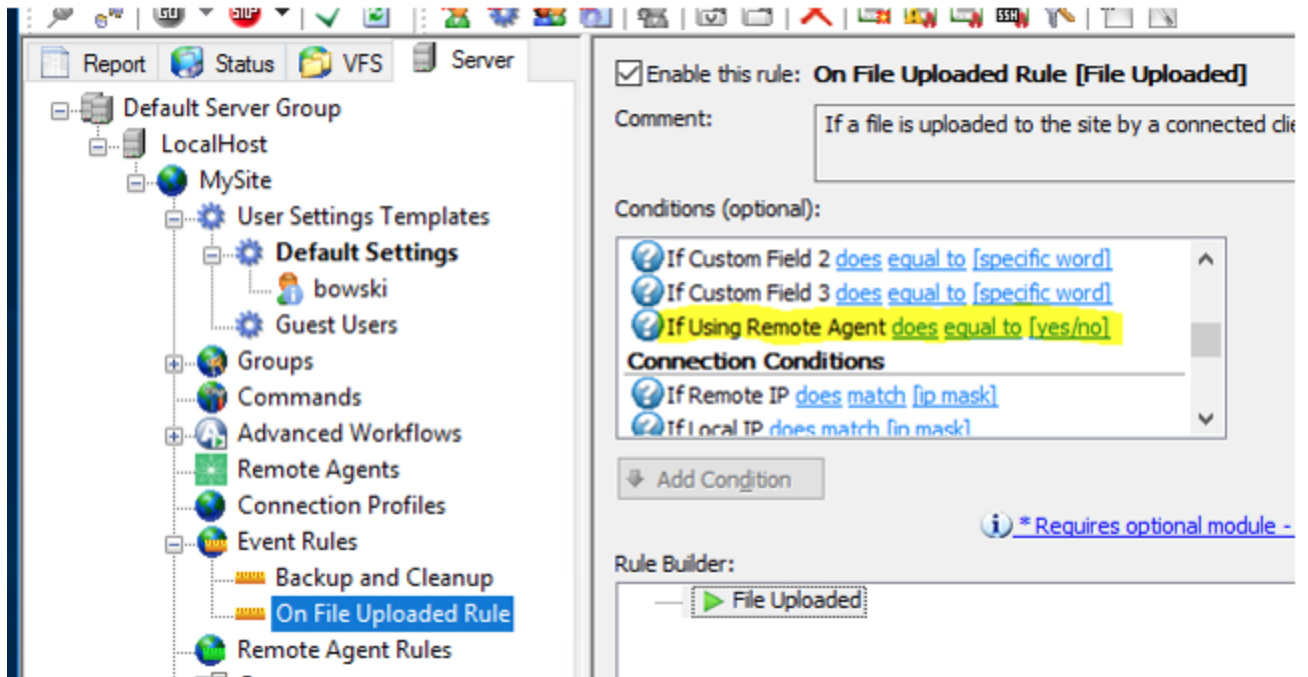 GO
STOP
SSH
Report Status VFS Server
Default Server Group
LocalHost
MySite
User Settings Templates
Default Settings
bowski
Guest Users
Groups
Commands
Advanced Workflows
Remote Agents
Connection Profiles
Event Rules
Backup and Cleanup
On File Uploaded Rule
Remote Agent Rules
Enable this rule: On File Uploaded Rule [File Uploaded]
Comment:
If a file is uploaded to the site by a connected clie
Conditions (optional):
If Custom Field 2 does equal to [specific word]
If Custom Field 3 does equal to [specific word]
If Using Remote Agent does equal to [yes/no]
Connection Conditions
If Remote IP does match [ip mask]
If Local IP does match [ip mask]
Add Condition
* Requires optional module -
Rule Builder:
File Uploaded